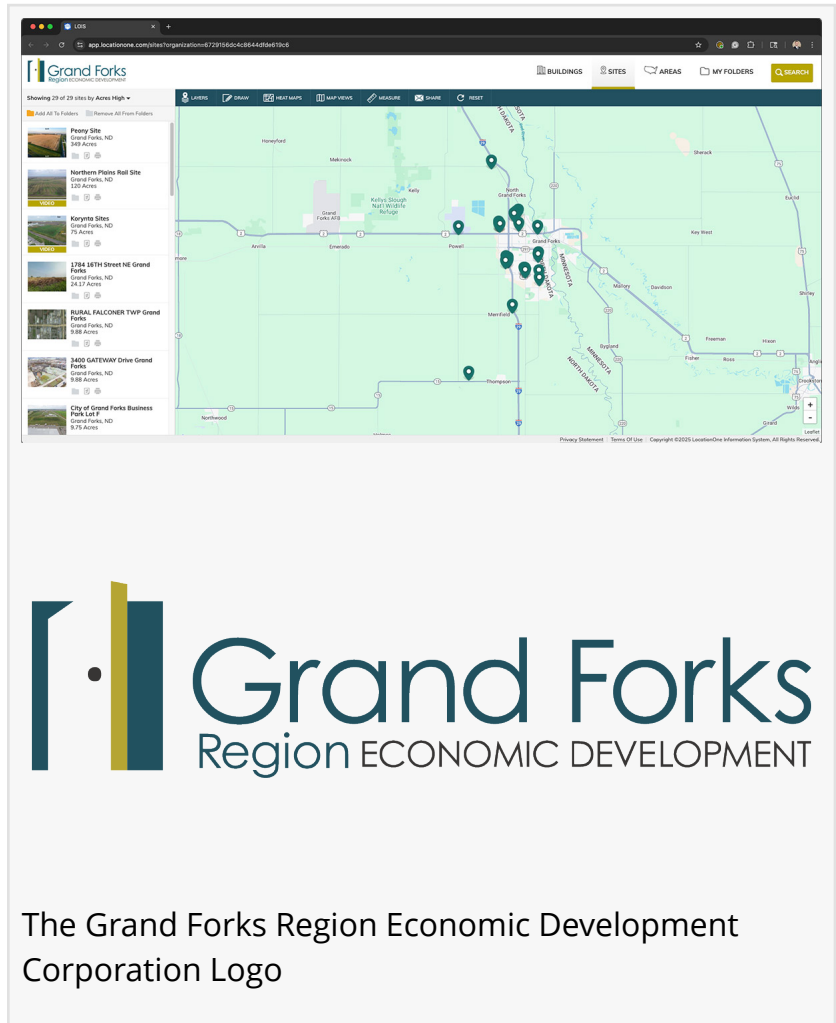 LOIS
app.locationone.com/sites?organization=6729156dc4c8644dfde619c6
Grand Forks
Region ECONOMIC DEVELOPMENT
BUILDINGS
SITES
AREAS
MY FOLDERS
SEARCH
Showing 29 of 29 sites by Acres High
LAYERS
DRAW
HEAT MAPS
MAP VIEWS
MEASURE
SHARE
RESET
Add All To Folders
Remove All From Folders
Peony Site
Grand Forks, ND
349 Acres
Northern Plains Rail Site
Grand Forks, ND
120 Acres
VIDEO
Korynta Sites
Grand Forks, ND
75 Acres
VIDEO
1784 16TH Street NE Grand
Forks
Grand Forks, ND
24.17 Acres
RURAL FALCONER TWP Grand
Forks
Grand Forks, ND
9.88 Acres
3400 GATEWAY Drive Grand
Forks
Grand Forks, ND
9.88 Acres
City of Grand Forks Business
Park Lot F
Grand Forks, ND
9.75 Acres
Honeyford
Mekinock
Kelly
Kellys Slough
Nat'l Wildlife
Refuge
Grand
Forks AFB
North
Grand Forks
Sherack
Euclid
Key West
Arvilla
Emerado
Powell
Grand Forks
Mallory
Davidson
Shirley
Merrifield
Bygland
Fisher
Ross
Freeman
Hixon
Thompson
Northwood
Girard
NORTH DAKOTA
MINNESOTA
MINNESOTA
NORTH DAKOTA
+
-
Leaflet
Privacy Statement
Terms Of Use
Copyright ©2025 LocationOne Information System, All Rights Reserved.
Grand Forks
Region ECONOMIC DEVELOPMENT
The Grand Forks Region Economic Development
Corporation Logo